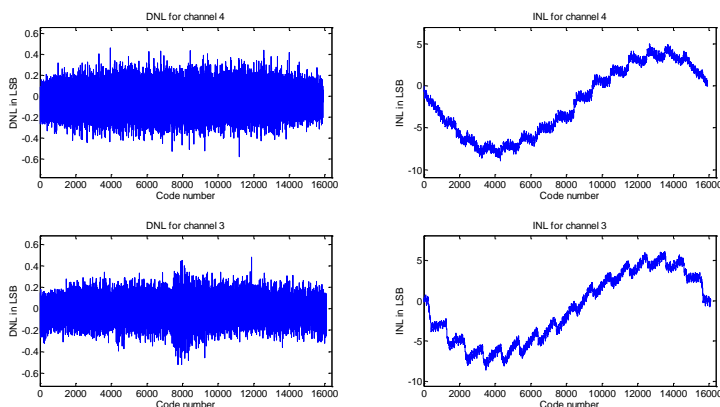 DNL for channel 4
DNL in LSB
0.6
0.4
0.2
0
-0.2
-0.4
-0.6
0 2000 4000 6000 8000 10000 12000 14000 16000
Code number
INL for channel 4
INL in LSB
5
0
-5
-10
0 2000 4000 6000 8000 10000 12000 14000 16000
Code number
DNL for channel 3
DNL in LSB
0.6
0.4
0.2
0
-0.2
-0.4
-0.6
0 2000 4000 6000 8000 10000 12000 14000 16000
Code number
INL for channel 3
INL in LSB
5
0
-5
-10
0 2000 4000 6000 8000 10000 12000 14000 16000
Code number